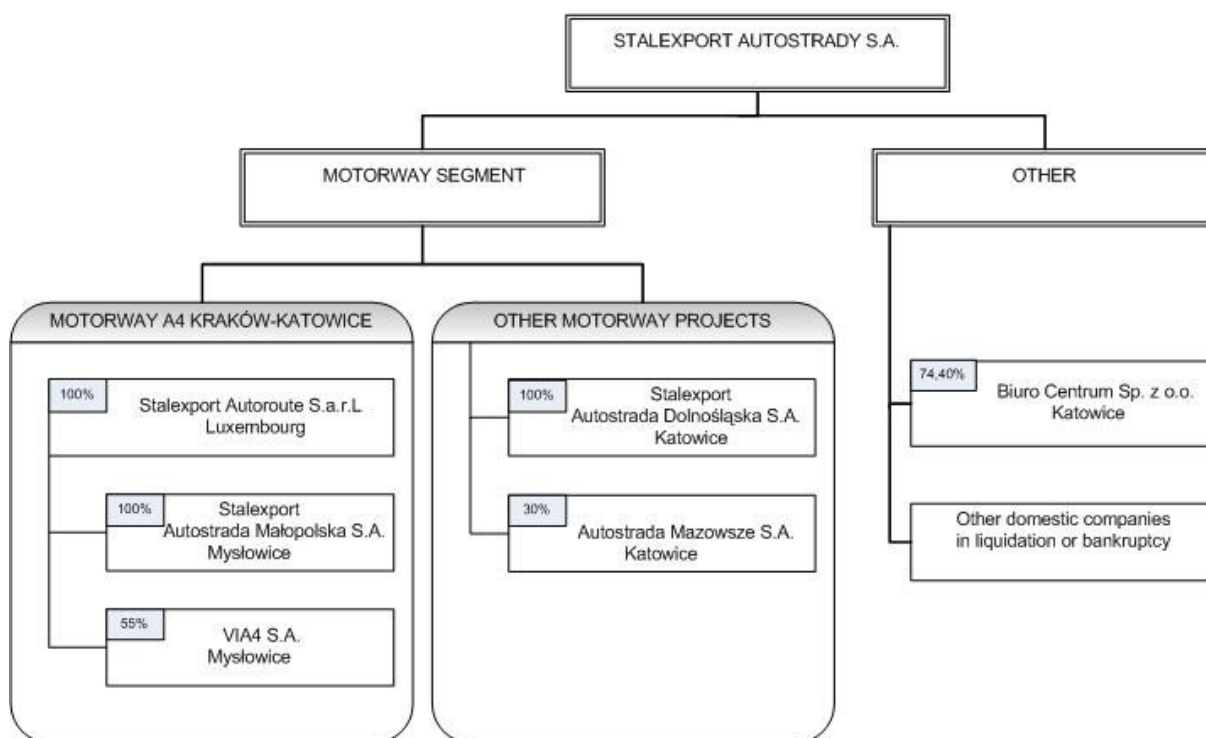 STALEXPORT AUTOSTRADY S.A.
MOTORWAY SEGMENT
OTHER
MOTORWAY A4 KRAKÓW-KATOWICE
100%
Stalexport Autoroute S.a.r.L
Luxembourg
100%
Stalexport
Autostrada Małopolska S.A.
Mysłowice
55%
VIA4 S.A.
Mysłowice
OTHER MOTORWAY PROJECTS
100%
Stalexport
Autostrada Dolnośląska S.A.
Katowice
30%
Autostrada Mazowsze S.A.
Katowice
74,40%
Biuro Centrum Sp. z o.o.
Katowice
Other domestic companies
in liquidation or bankruptcy